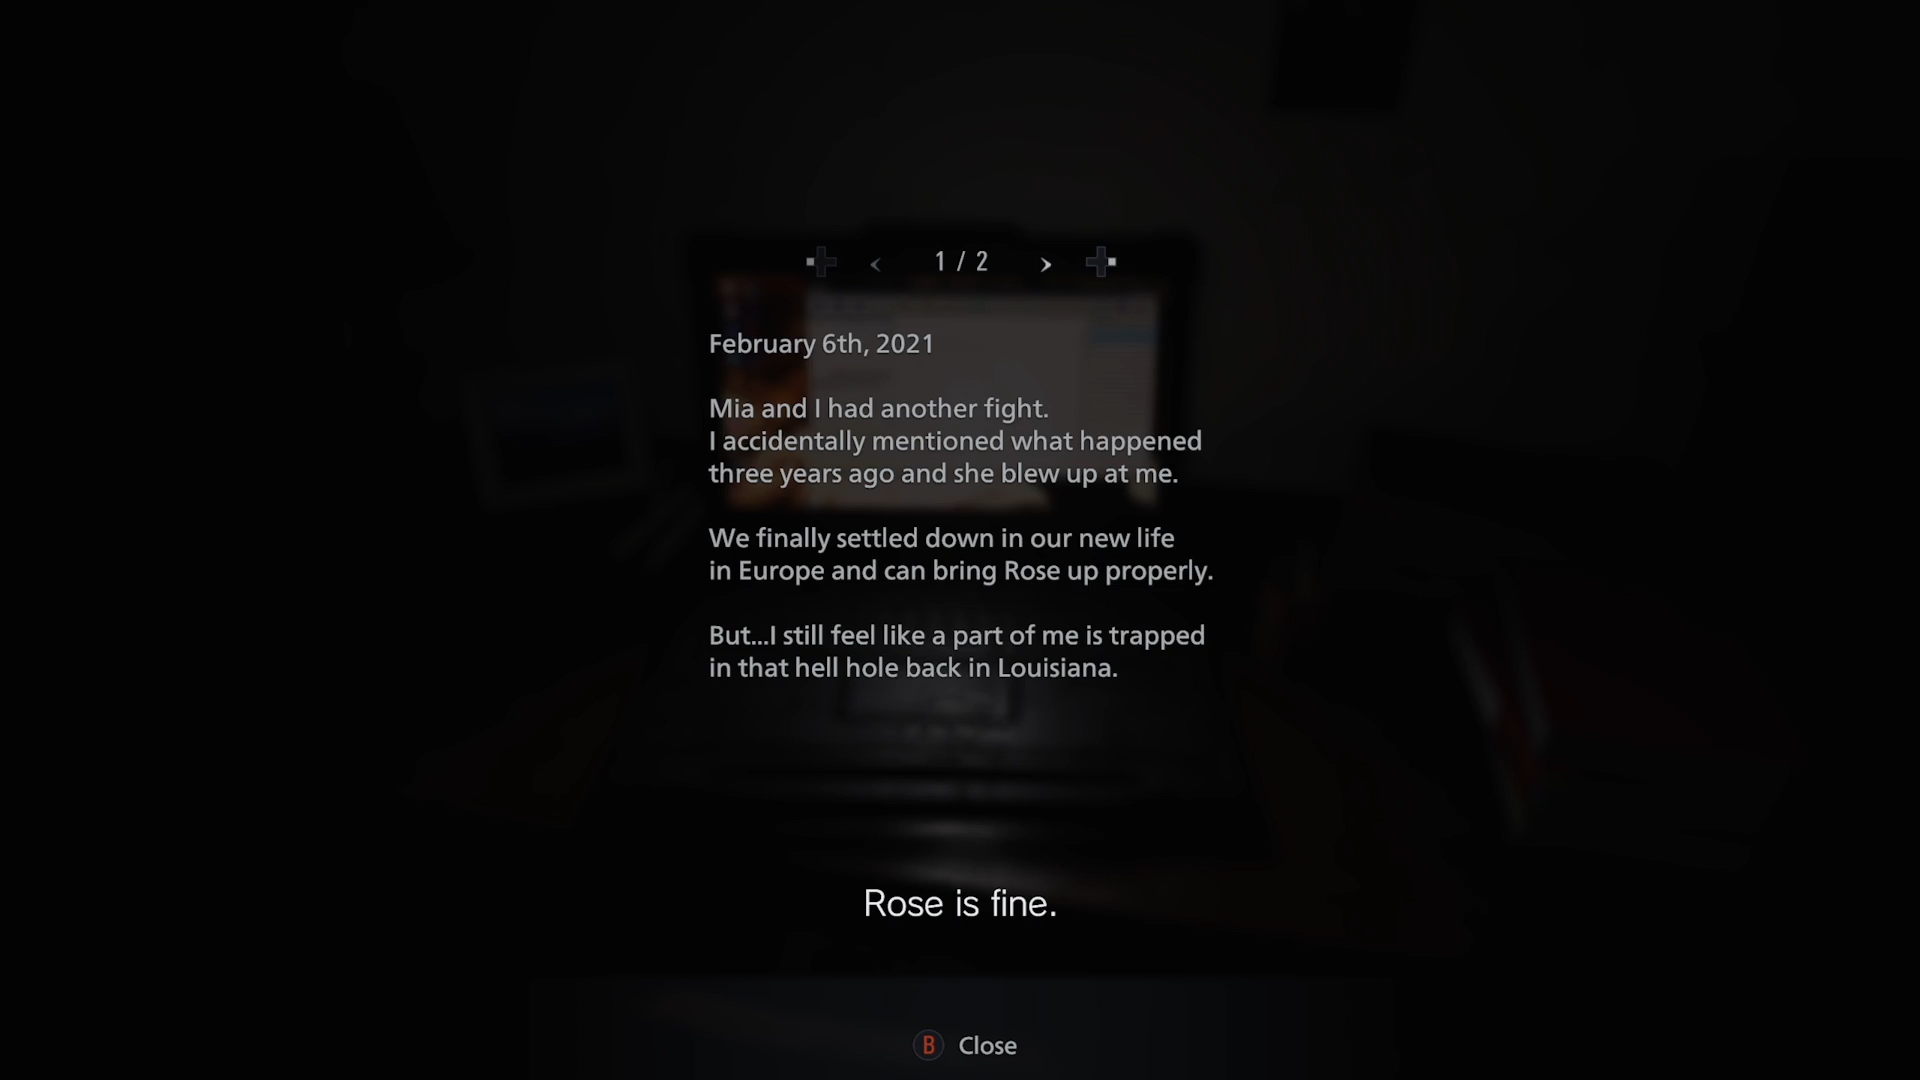 < 1 / 2 >
February 6th, 2021
Mia and I had another fight.
I accidentally mentioned what happened
three years ago and she blew up at me.
We finally settled down in our new life
in Europe and can bring Rose up properly.
But...I still feel like a part of me is trapped
in that hell hole back in Louisiana.
Rose is fine.
B Close